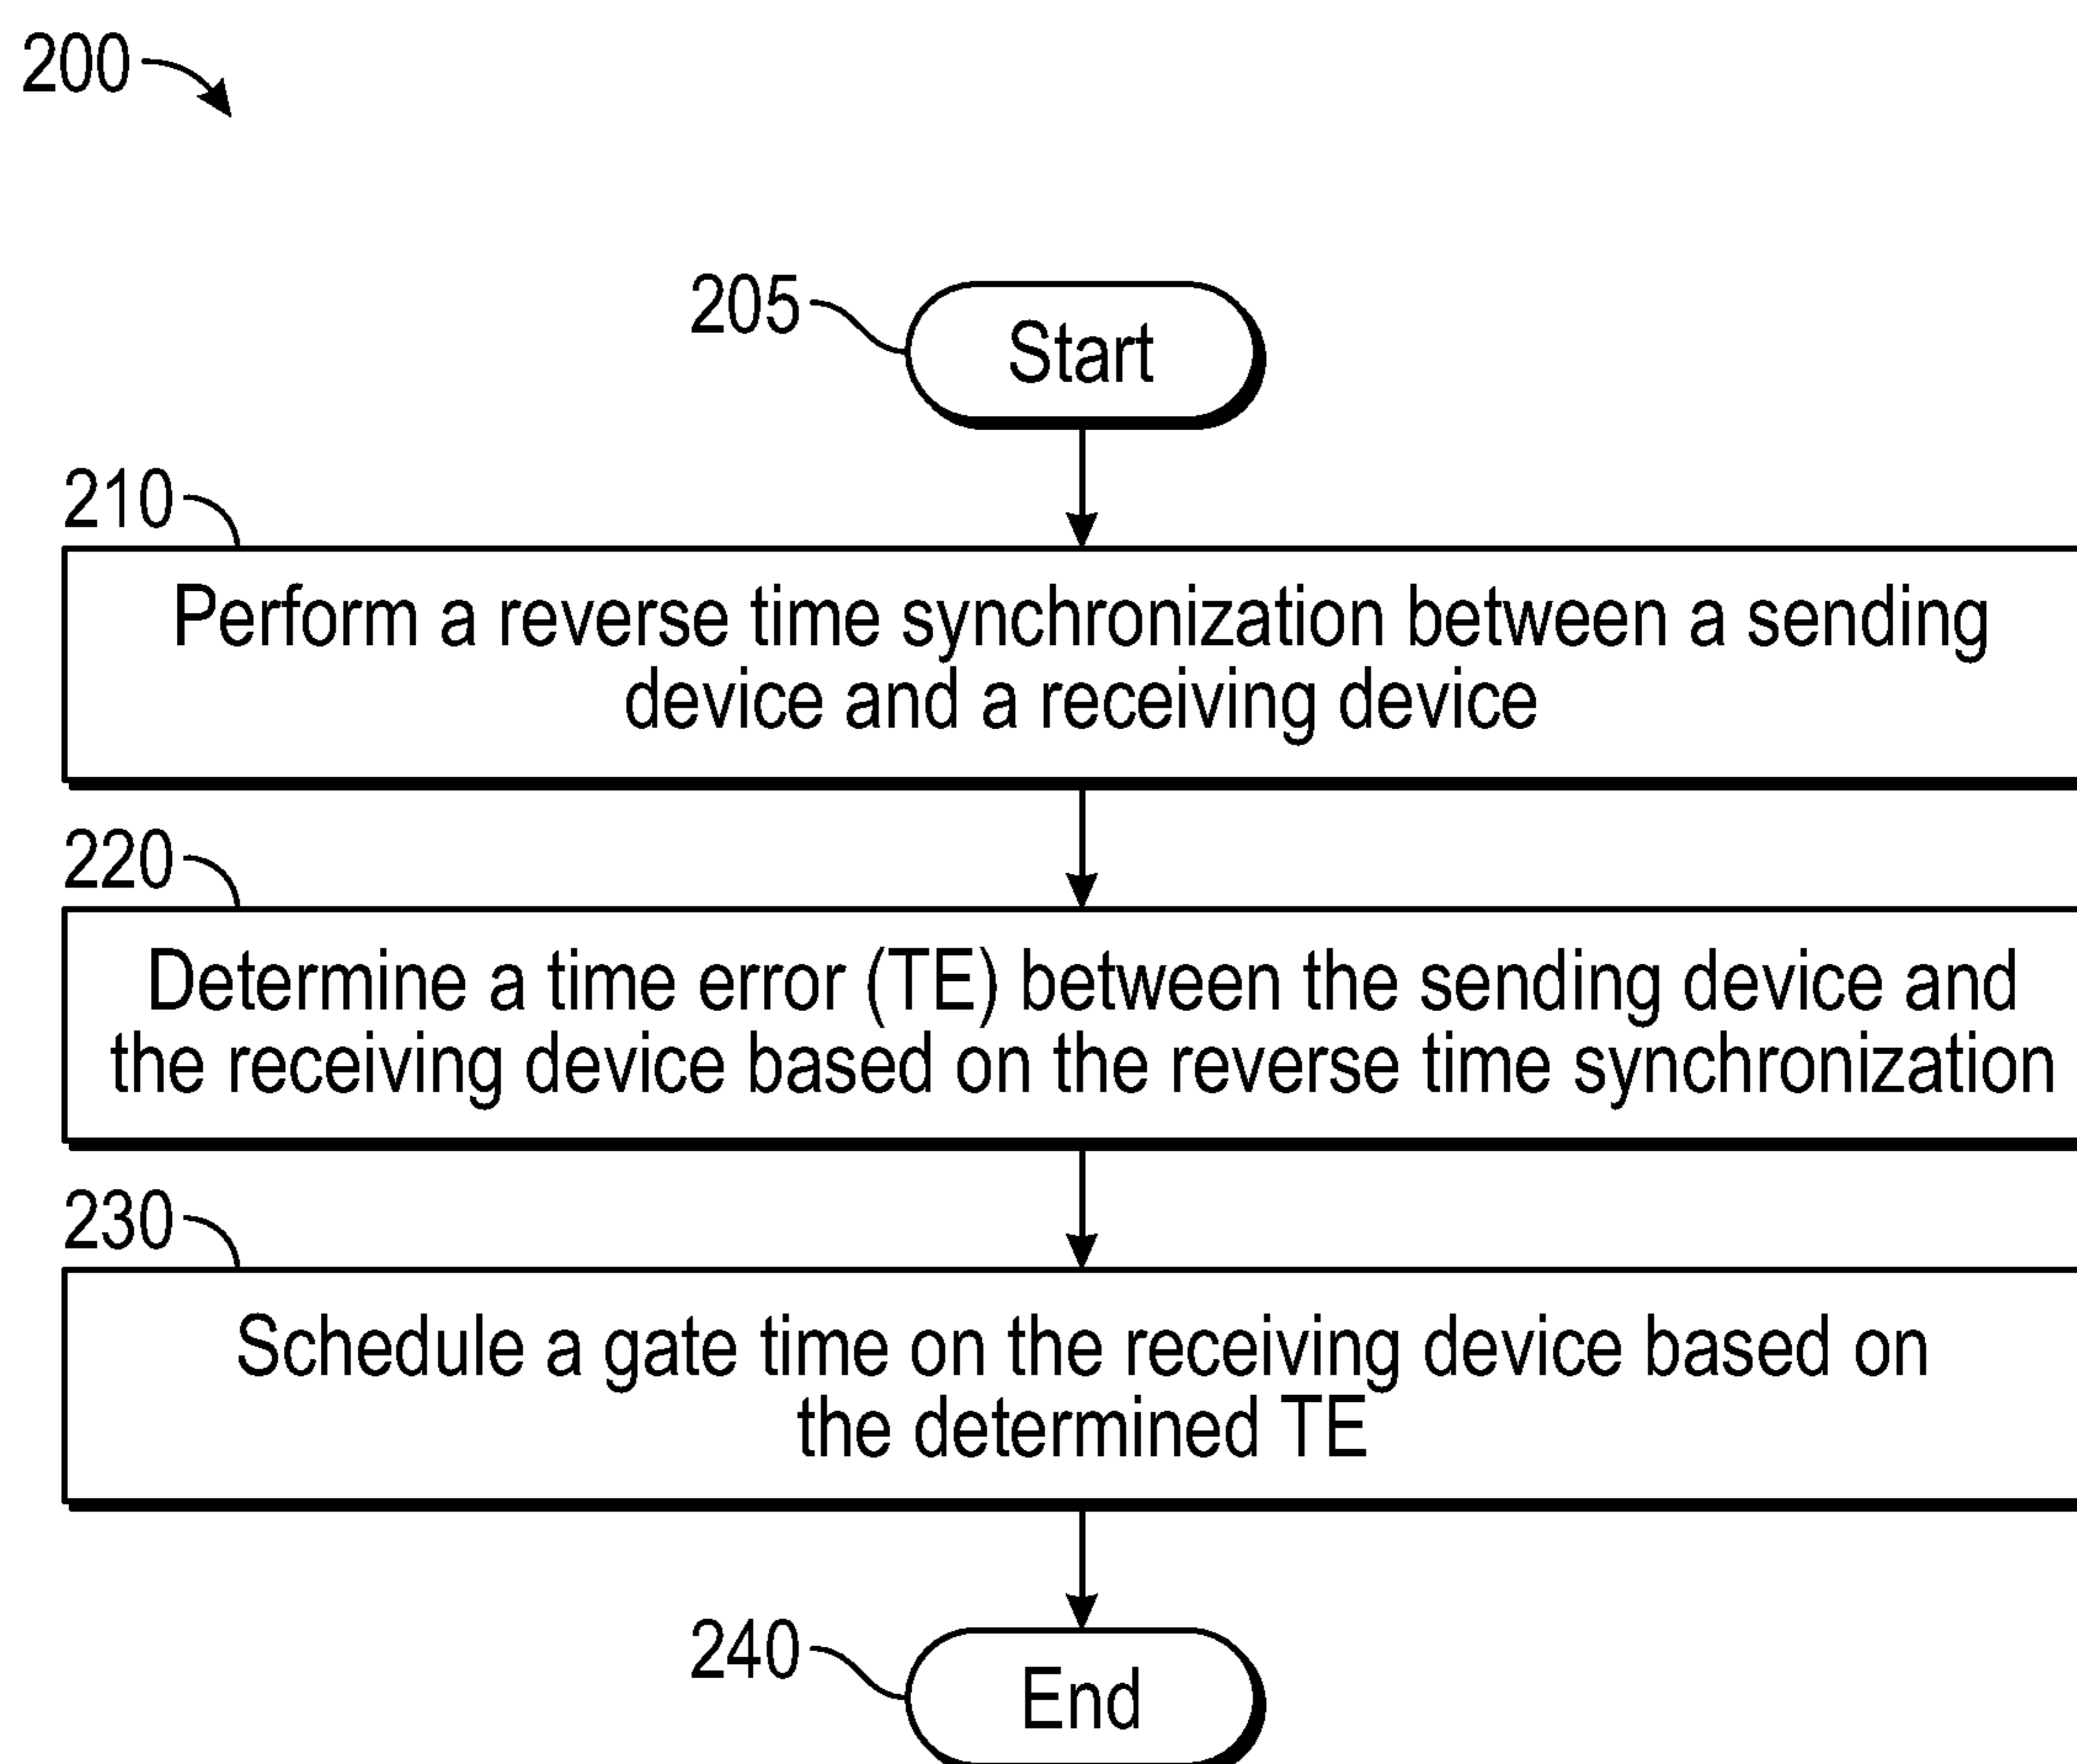 200
205
Start
210
Perform a reverse time synchronization between a sending
device and a receiving device
220
Determine a time error (TE) between the sending device and
the receiving device based on the reverse time synchronization
230
Schedule a gate time on the receiving device based on
the determined TE
240
End